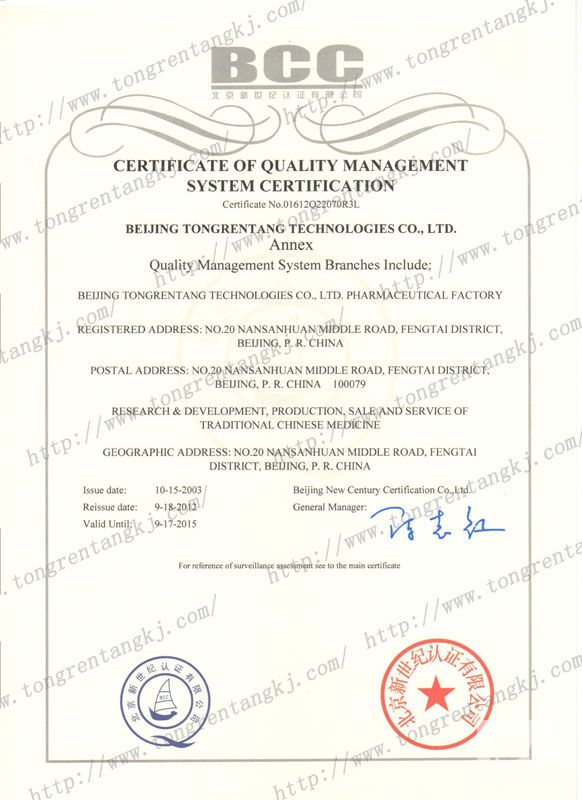 BCC
北京新世纪认证有限公司
CERTIFICATE OF QUALITY MANAGEMENT
SYSTEM CERTIFICATION
Certificate No.01612Q22070R3L
BEIJING TONGRENTANG TECHNOLOGIES CO., LTD.
Annex
Quality Management System Branches Include:
BEIJING TONGRENTANG TECHNOLOGIES CO., LTD. PHARMACEUTICAL FACTORY
REGISTERED ADDRESS: NO.20 NANSANHUAN MIDDLE ROAD, FENGTAI DISTRICT,
BEIJING, P. R. CHINA
POSTAL ADDRESS: NO.20 NANSANHUAN MIDDLE ROAD, FENGTAI DISTRICT,
BEIJING, P. R. CHINA 100079
RESEARCH & DEVELOPMENT, PRODUCTION, SALE AND SERVICE OF
TRADITIONAL CHINESE MEDICINE
GEOGRAPHIC ADDRESS: NO.20 NANSANHUAN MIDDLE ROAD, FENGTAI
DISTRICT, BEIJING, P. R. CHINA
Issue date: 10-15-2003 Beijing New Century Certification Co.,Ltd.
Reissue date: 9-18-2012 General Manager:
Valid Until: 9-17-2015
For reference of surveillance assessment see to the main certificate
北京新世纪认证有限公司
BCC
北京新世纪认证有限公司
http://www.tongrentangkj.com/